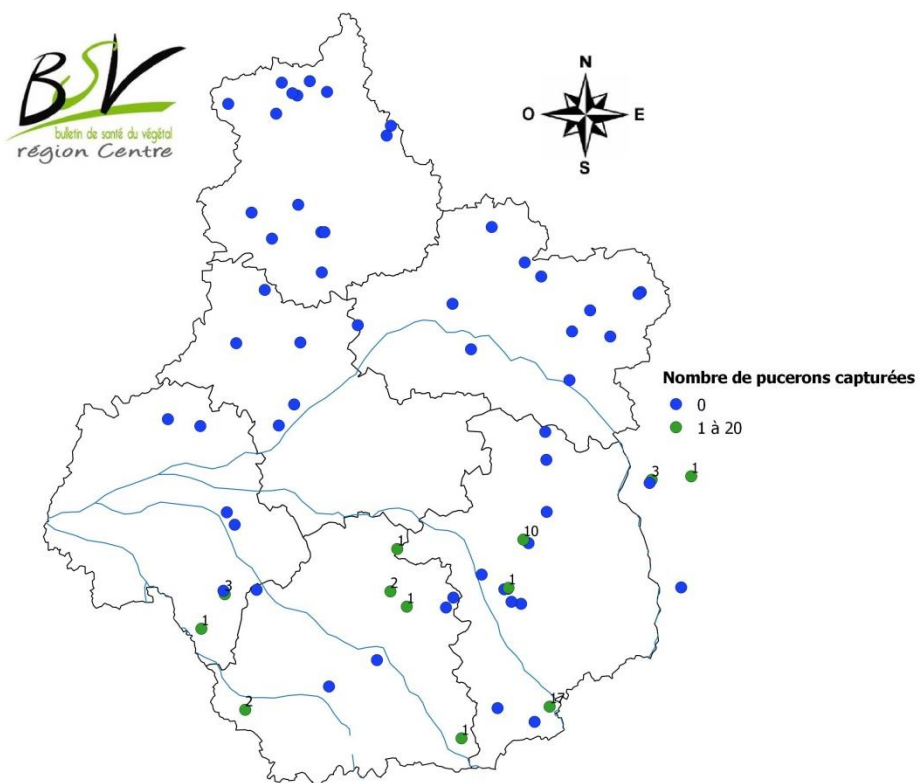 BSV
bulletin de santé du végétal
région Centre
N
O E
S
Nombre de pucerons capturées
0
1 à 20
3 1
10
1
1
2
1
3
1
17
2
1